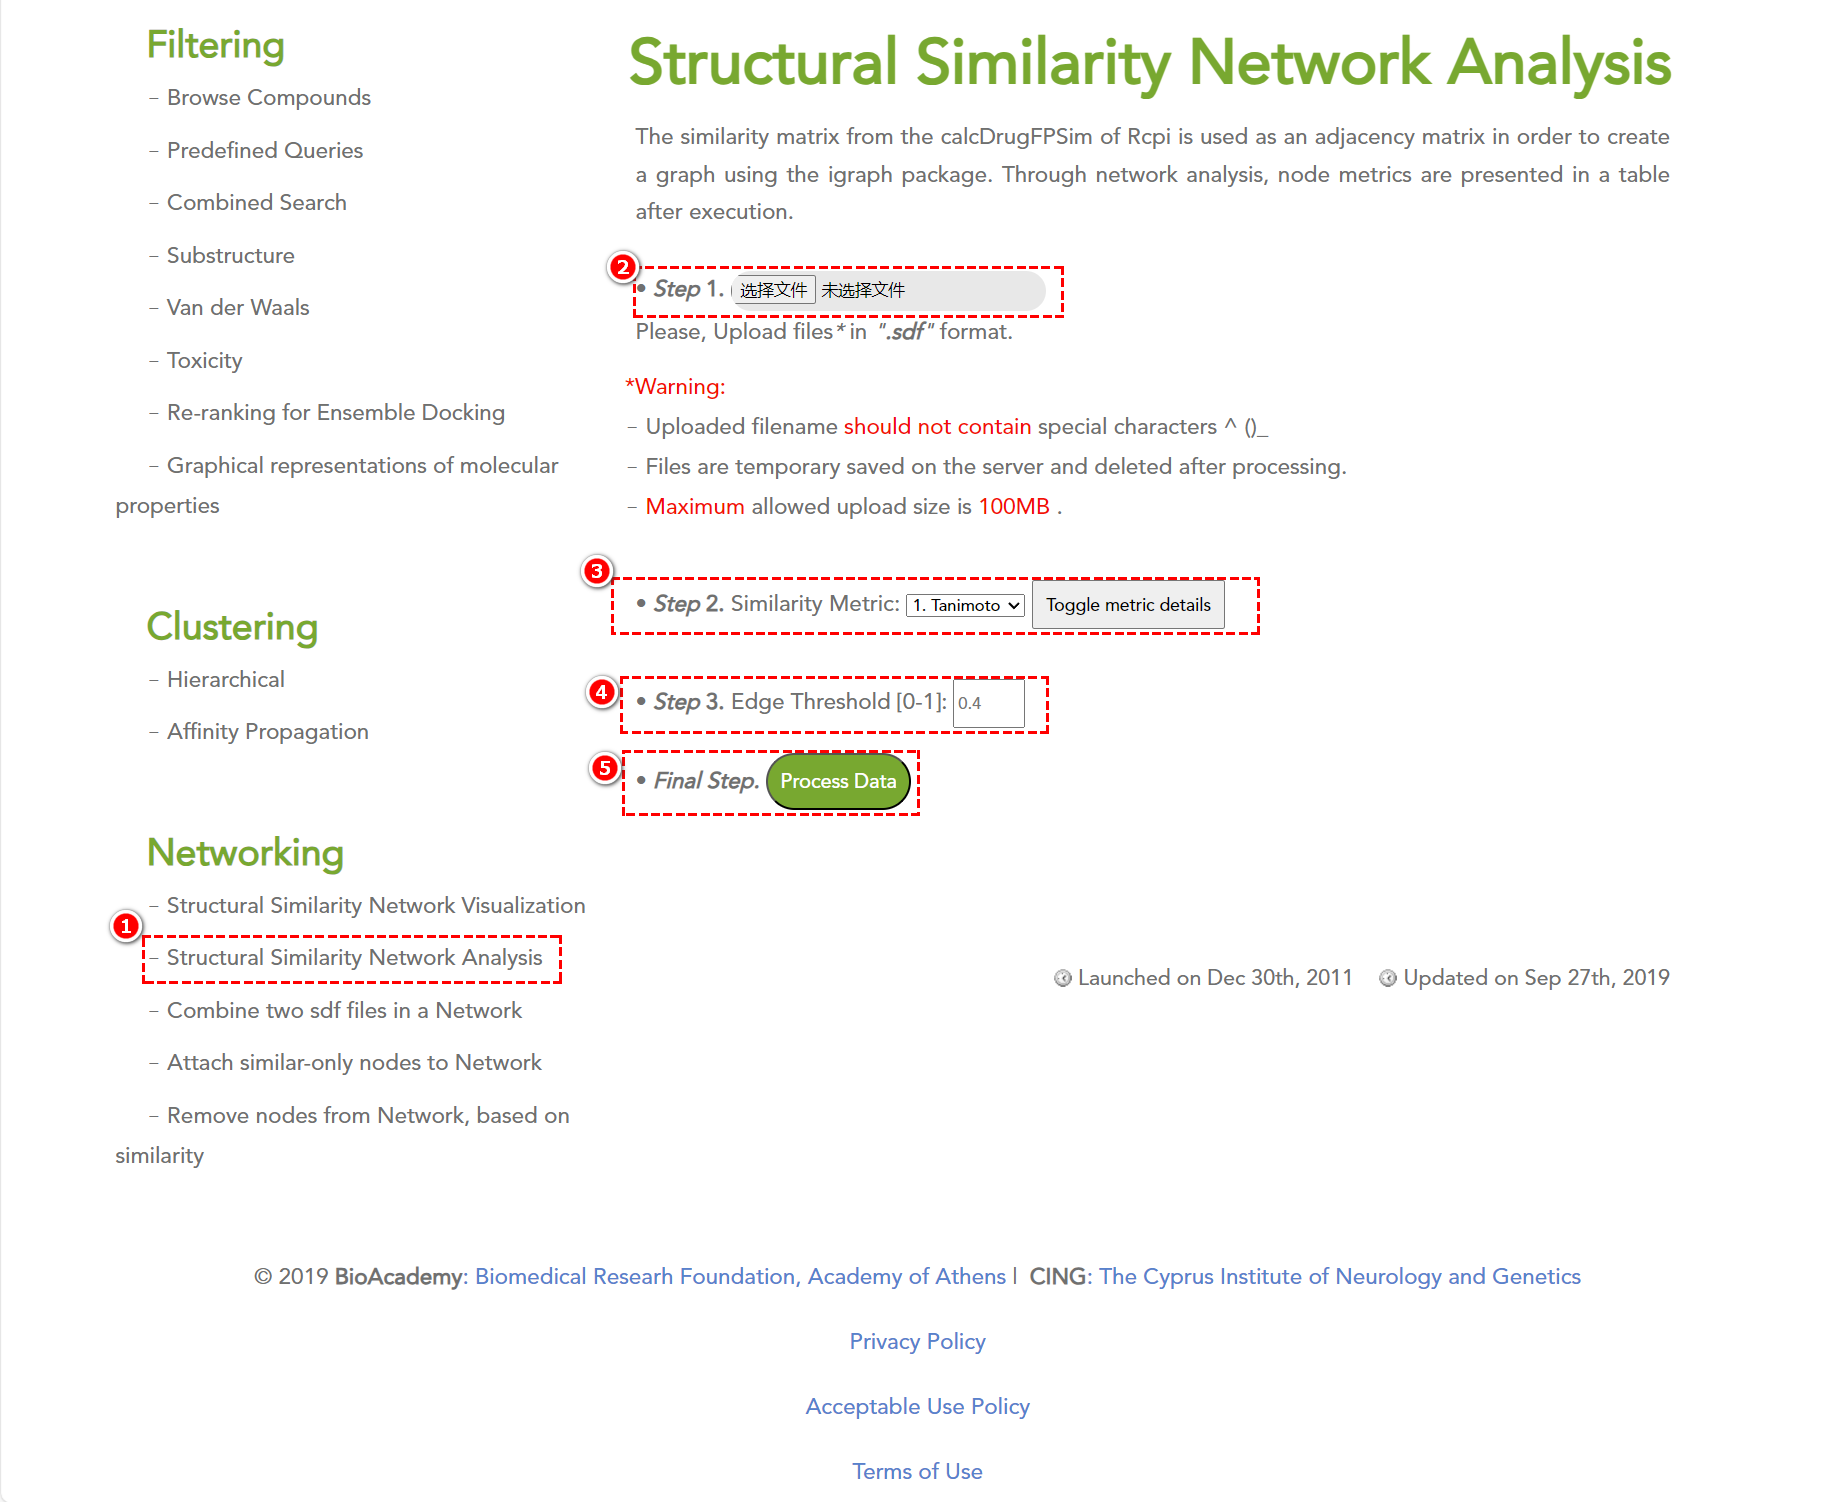 Filtering
– Browse Compounds
– Predefined Queries
– Combined Search
– Substructure
– Van der Waals
– Toxicity
– Re-ranking for Ensemble Docking
– Graphical representations of molecular
properties
Clustering
– Hierarchical
– Affinity Propagation
Networking
– Structural Similarity Network Visualization
1
– Structural Similarity Network Analysis
– Combine two sdf files in a Network
– Attach similar-only nodes to Network
– Remove nodes from Network, based on
similarity
Structural Similarity Network Analysis
The similarity matrix from the calcDrugFPSim of Rcpi is used as an adjacency matrix in order to create
a graph using the igraph package. Through network analysis, node metrics are presented in a table
after execution.
2
• Step 1. 选择文件 未选择文件
Please, Upload files* in ".sdf" format.
*Warning:
– Uploaded filename should not contain special characters ^ ()_
– Files are temporary saved on the server and deleted after processing.
– Maximum allowed upload size is 100MB .
3
• Step 2. Similarity Metric: 1. Tanimoto Toggle metric details
4
• Step 3. Edge Threshold [0-1]: 0.4
5
• Final Step. Process Data
Launched on Dec 30th, 2011 Updated on Sep 27th, 2019
© 2019 BioAcademy: Biomedical Researh Foundation, Academy of Athens | CING: The Cyprus Institute of Neurology and Genetics
Privacy Policy
Acceptable Use Policy
Terms of Use